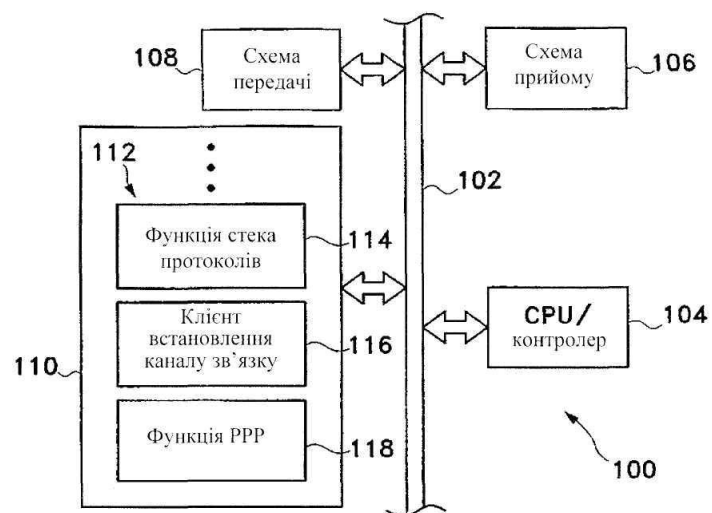 108
Схема
передачі
Схема
прийому
106
112
102
Функція стека
протоколів
114
CPU/
контролер
104
110
Клієнт
встановлення
каналу зв’язку
116
Функція PPP
118
100